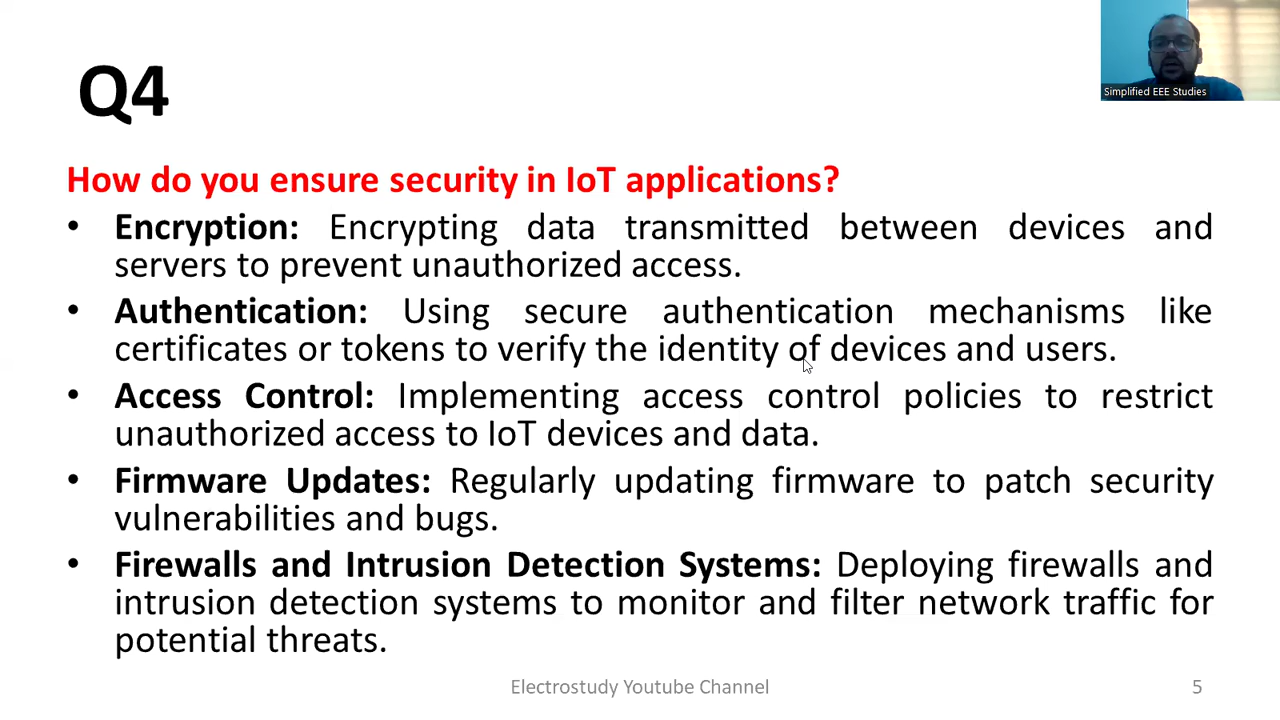 Q4
Simplified EEE Studies
How do you ensure security in IoT applications?
• Encryption: Encrypting data transmitted between devices and
servers to prevent unauthorized access.
• Authentication: Using secure authentication mechanisms like
certificates or tokens to verify the identity of devices and users.
• Access Control: Implementing access control policies to restrict
unauthorized access to IoT devices and data.
• Firmware Updates: Regularly updating firmware to patch security
vulnerabilities and bugs.
• Firewalls and Intrusion Detection Systems: Deploying firewalls and
intrusion detection systems to monitor and filter network traffic for
potential threats.
Electrostudy Youtube Channel
5